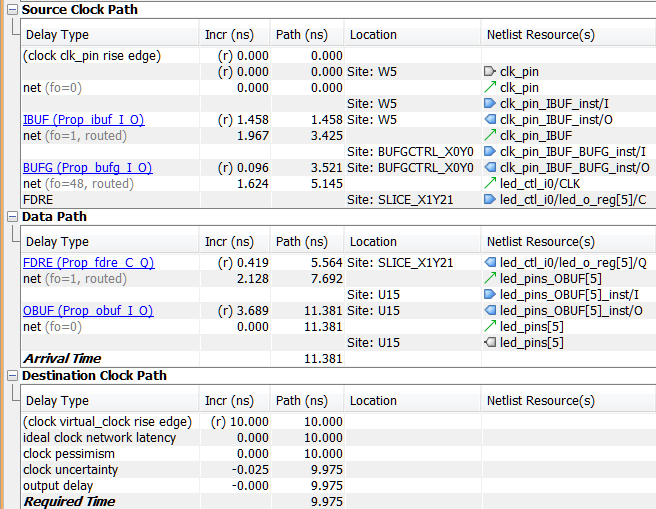 Source Clock Path
Delay Type Incr (ns) Path (ns) Location Netlist Resource(s)
(clock clk_pin rise edge) (r) 0.000 0.000
(r) 0.000 0.000 Site: W5 clk_pin
net (fo=0) 0.000 0.000 clk_pin
Site: W5 clk_pin_IBUF_inst/I
IBUF (Prop_ibuf_I_O) (r) 1.458 1.458 Site: W5 clk_pin_IBUF_inst/O
net (fo=1, routed) 1.967 3.425 clk_pin_IBUF
Site: BUFGCTRL_X0Y0 clk_pin_IBUF_BUFG_inst/I
BUFG (Prop_bufg_I_O) (r) 0.096 3.521 Site: BUFGCTRL_X0Y0 clk_pin_IBUF_BUFG_inst/O
net (fo=48, routed) 1.624 5.145 led_ctl_i0/CLK
FDRE Site: SLICE_X1Y21 led_ctl_i0/led_o_reg[5]/C
Data Path
Delay Type Incr (ns) Path (ns) Location Netlist Resource(s)
FDRE (Prop_fdre_C_Q) (r) 0.419 5.564 Site: SLICE_X1Y21 led_ctl_i0/led_o_reg[5]/Q
net (fo=1, routed) 2.128 7.692 led_pins_OBUF[5]
Site: U15 led_pins_OBUF[5]_inst/I
OBUF (Prop_obuf_I_O) (r) 3.689 11.381 Site: U15 led_pins_OBUF[5]_inst/O
net (fo=0) 0.000 11.381 led_pins[5]
Site: U15 led_pins[5]
Arrival Time 11.381
Destination Clock Path
Delay Type Incr (ns) Path (ns) Location Netlist Resource(s)
(clock virtual_clock rise edge) (r) 10.000 10.000
ideal clock network latency 0.000 10.000
clock pessimism 0.000 10.000
clock uncertainty -0.025 9.975
output delay -0.000 9.975
Required Time 9.975